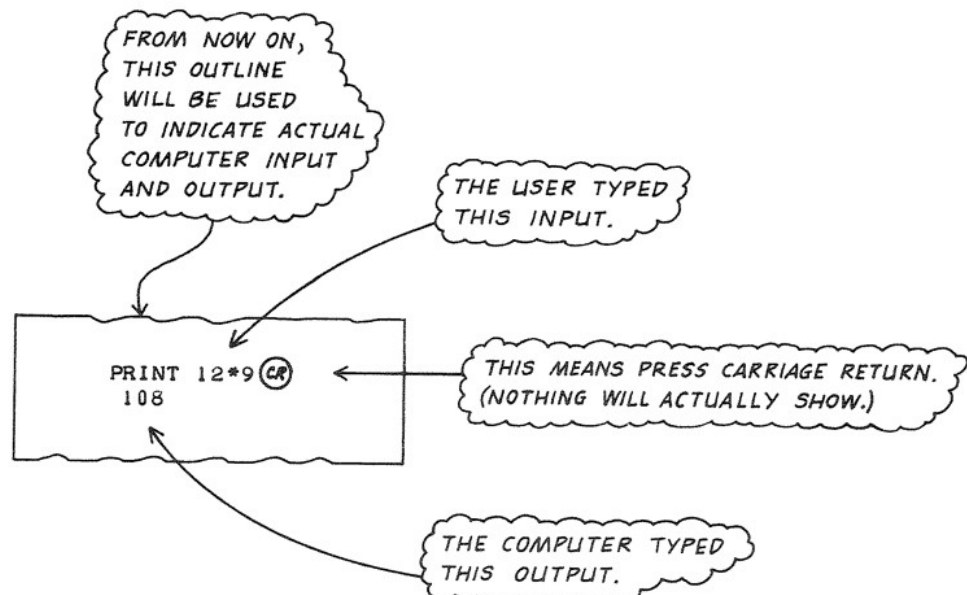 FROM NOW ON,
THIS OUTLINE
WILL BE USED
TO INDICATE ACTUAL
COMPUTER INPUT
AND OUTPUT.
THE USER TYPED
THIS INPUT.
PRINT 12*9 CR
108
THIS MEANS PRESS CARRIAGE RETURN.
(NOTHING WILL ACTUALLY SHOW.)
THE COMPUTER TYPED
THIS OUTPUT.